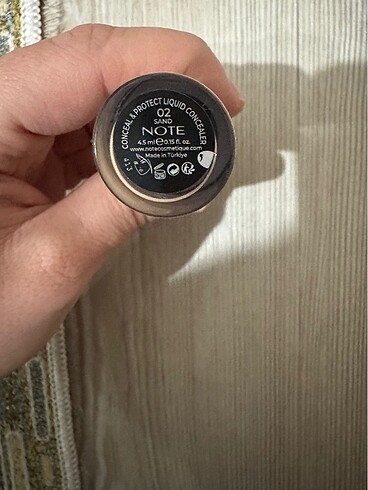 CONCEAL & PROTECT LIQUID CONCEALER
02
SAND
NOTE
4.5 ml ℮ 0.15 fl. oz.
www.notecosmetique.com
Made in Türkiye